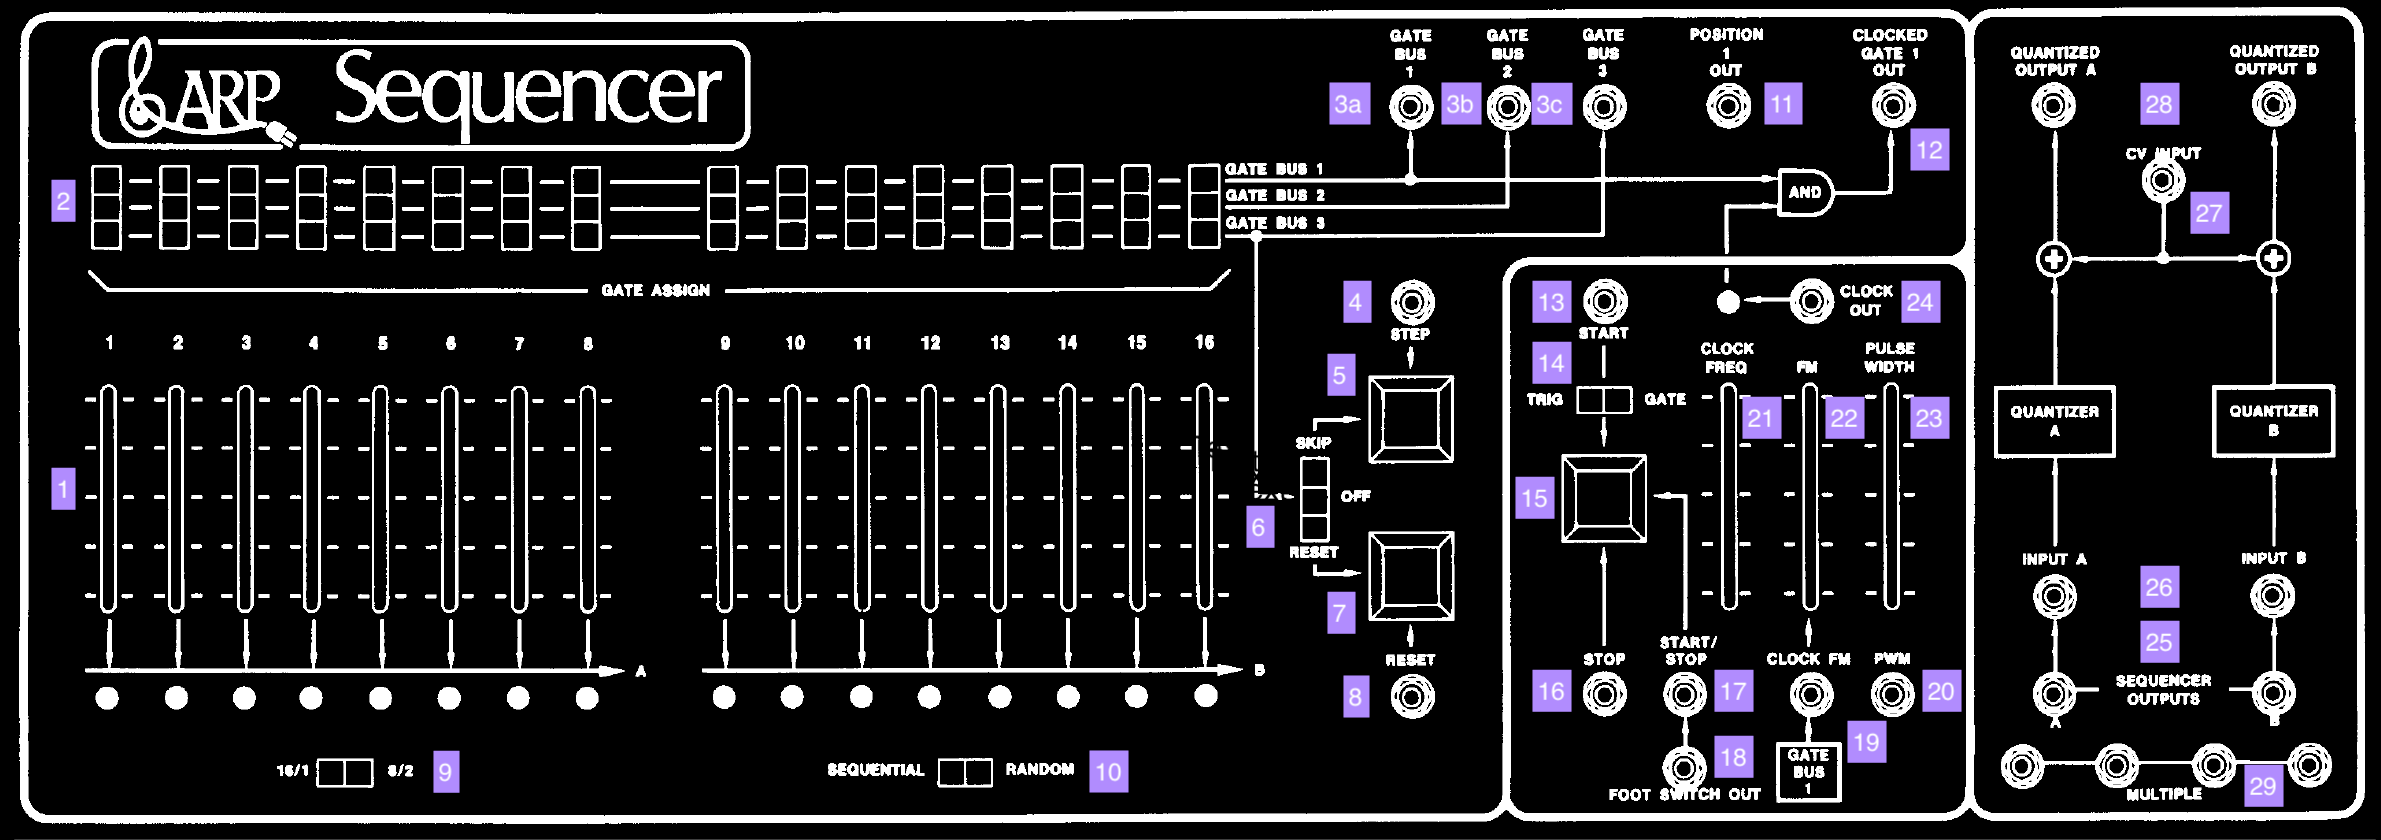 ARP Sequencer
GATE BUS 1
GATE BUS 2
GATE BUS 3
POSITION 1 OUT
CLOCKED GATE 1 OUT
3a
3b
3c
11
12
2
GATE BUS 1
GATE BUS 2
GATE BUS 3
AND
GATE ASSIGN
1 2 3 4 5 6 7 8
9 10 11 12 13 14 15 16
1
A
B
16/1
8/2
9
SEQUENTIAL
RANDOM
10
4
STEP
5
SKIP
OFF
6
RESET
7
RESET
8
13
START
14
TRIG
GATE
15
STOP
16
START/
STOP
17
18
FOOT SWITCH OUT
CLOCK
OUT
24
CLOCK
FREQ
21
FM
22
PULSE
WIDTH
23
CLOCK FM
PWM
20
19
GATE
BUS
1
QUANTIZED
OUTPUT A
QUANTIZED
OUTPUT B
28
CV INPUT
27
QUANTIZER
A
QUANTIZER
B
INPUT A
INPUT B
26
25
SEQUENCER
OUTPUTS
A
B
MULTIPLE
29